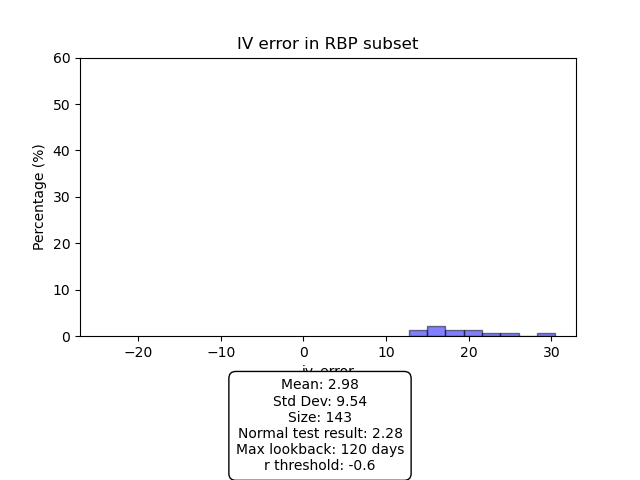 IV error in RBP subset
Percentage (%)
60
50
40
30
20
10
0
−20
−10
0
10
20
30
iv_error
Mean: 2.98
Std Dev: 9.54
Size: 143
Normal test result: 2.28
Max lookback: 120 days
r threshold: -0.6